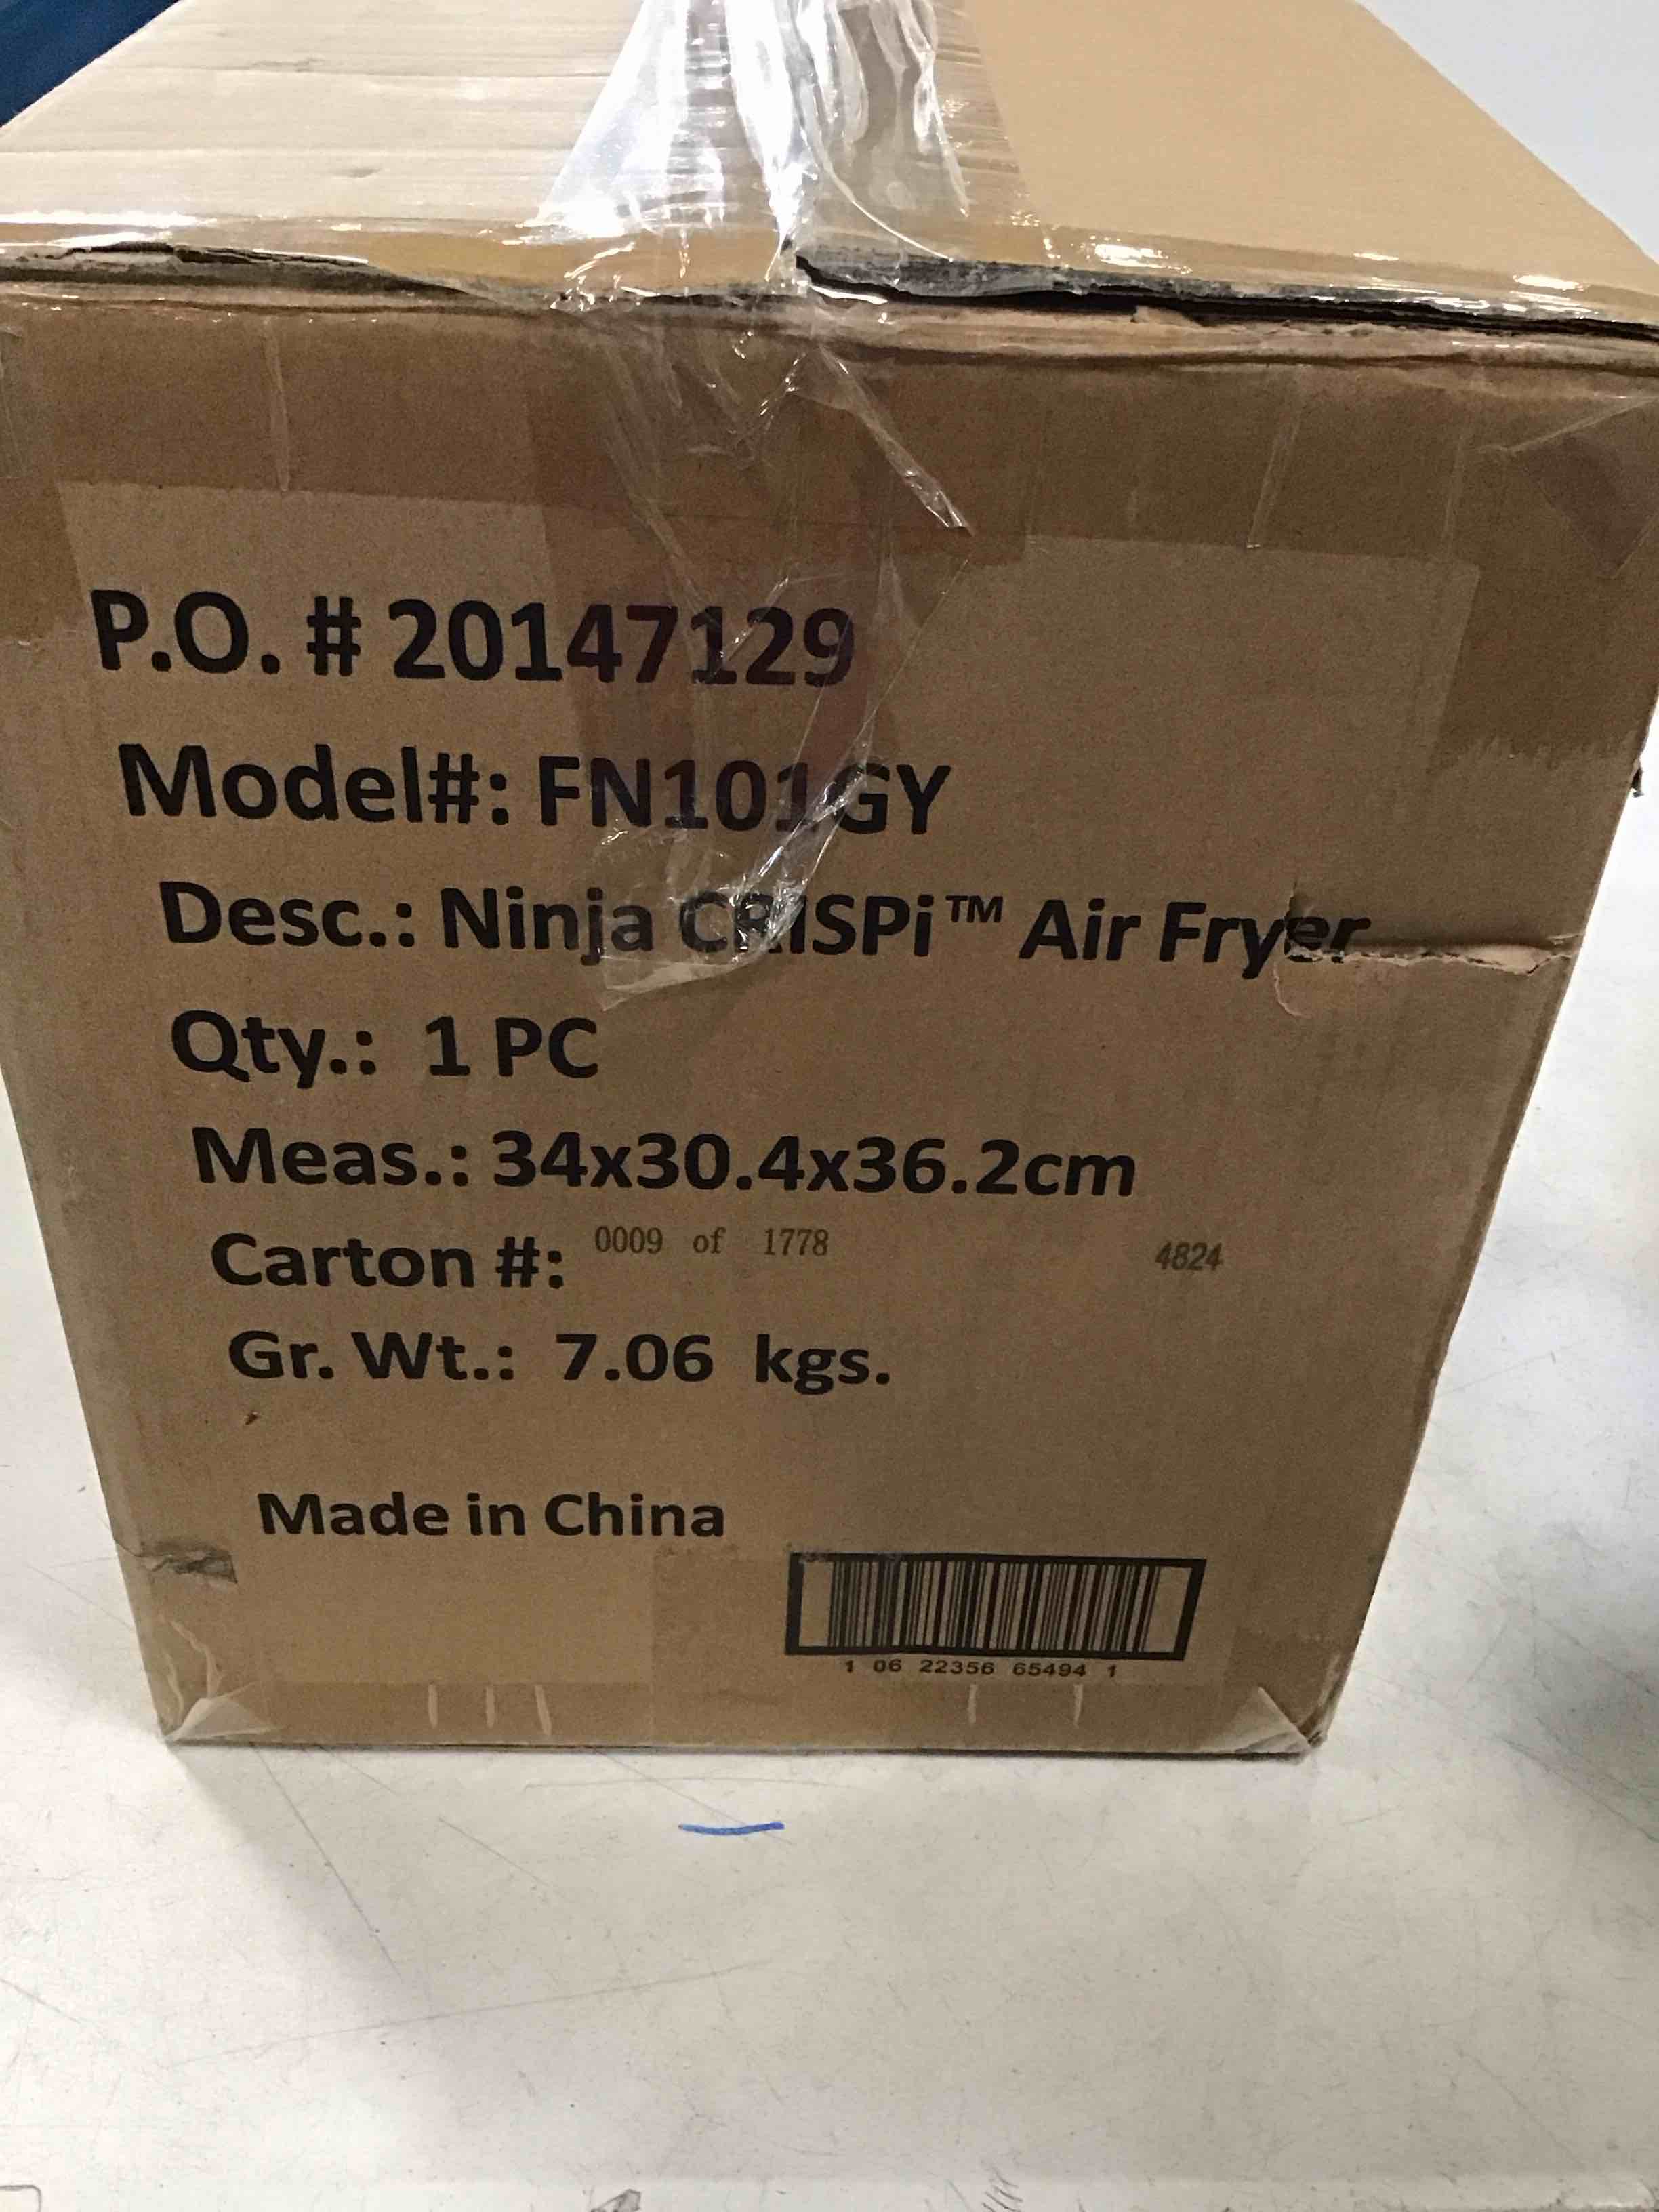 P.O. # 20147129
Model#: FN101GY
Desc.: Ninja CRISPi™ Air Fryer
Qty.: 1 PC
Meas.: 34x30.4x36.2cm
Carton #: 0009 of 1778 4824
Gr. Wt.: 7.06 kgs.
Made in China
1 06 22356 65494 1